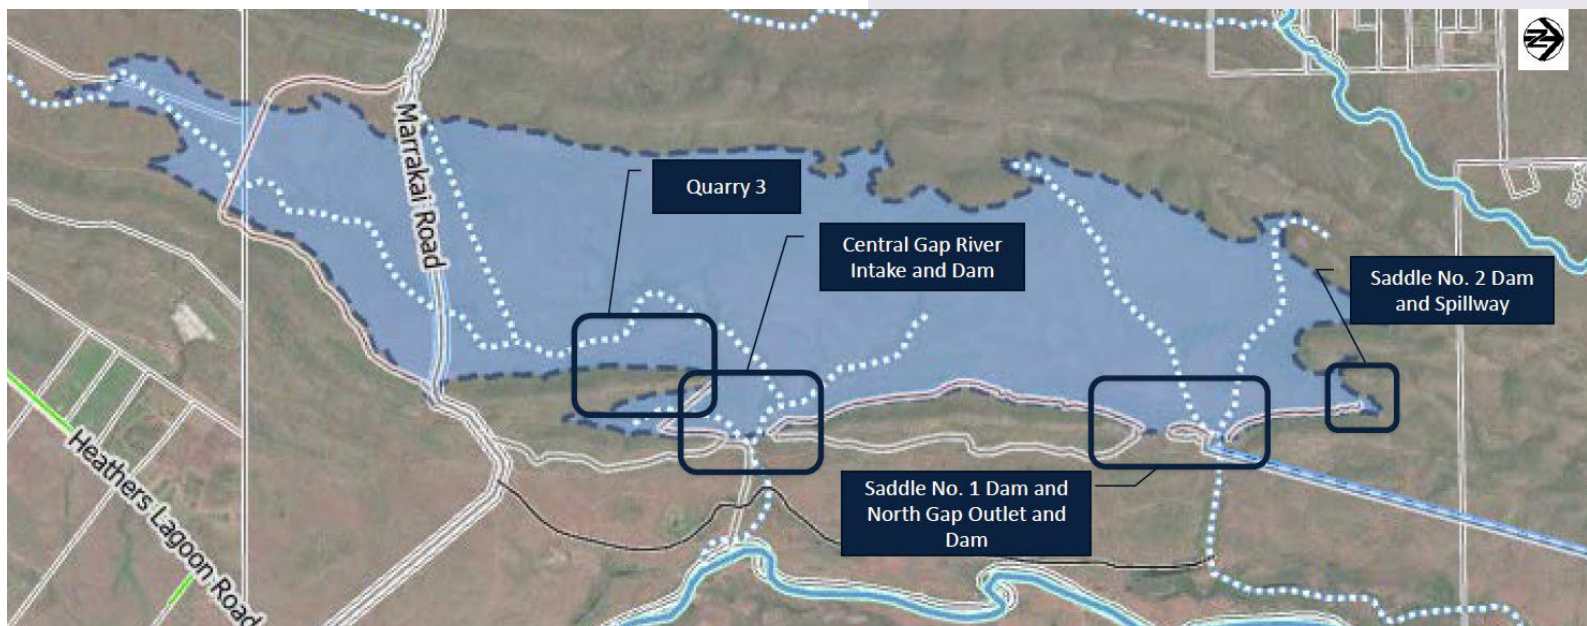 Marrakai Road
Quarry 3
Central Gap River
Intake and Dam
Saddle No. 2 Dam
and Spillway
Saddle No. 1 Dam and
North Gap Outlet and
Dam
Heathers Lagoon Road
N